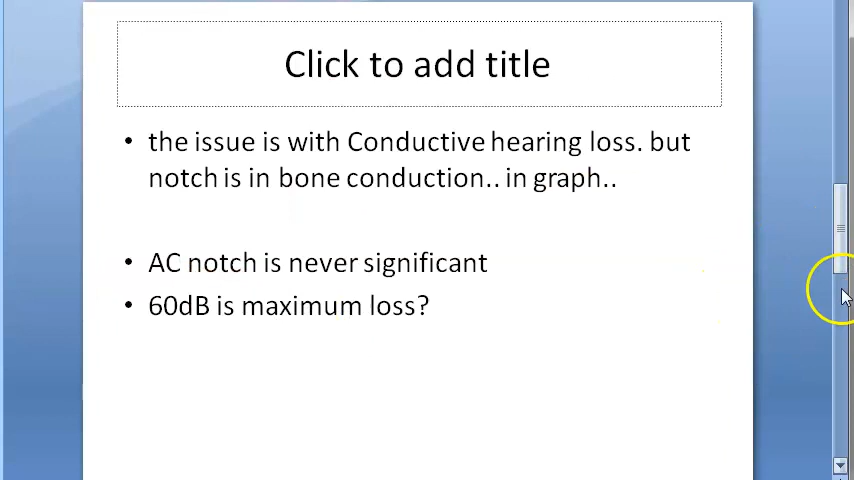 Click to add title
• the issue is with Conductive hearing loss. but
notch is in bone conduction.. in graph..
• AC notch is never significant
• 60dB is maximum loss?